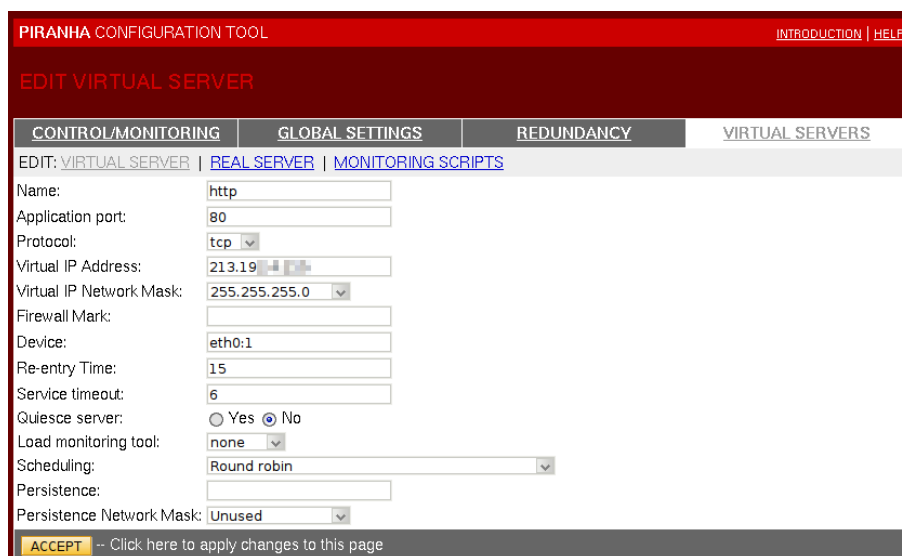 PIRANHA CONFIGURATION TOOL INTRODUCTION | HELP
EDIT VIRTUAL SERVER
CONTROL/MONITORING GLOBAL SETTINGS REDUNDANCY VIRTUAL SERVERS
EDIT: VIRTUAL SERVER | REAL SERVER | MONITORING SCRIPTS
Name: http
Application port: 80
Protocol: tcp
Virtual IP Address: 213.19
Virtual IP Network Mask: 255.255.255.0
Firewall Mark:
Device: eth0:1
Re-entry Time: 15
Service timeout: 6
Quiesce server: Yes No
Load monitoring tool: none
Scheduling: Round robin
Persistence:
Persistence Network Mask: Unused
ACCEPT -- Click here to apply changes to this page